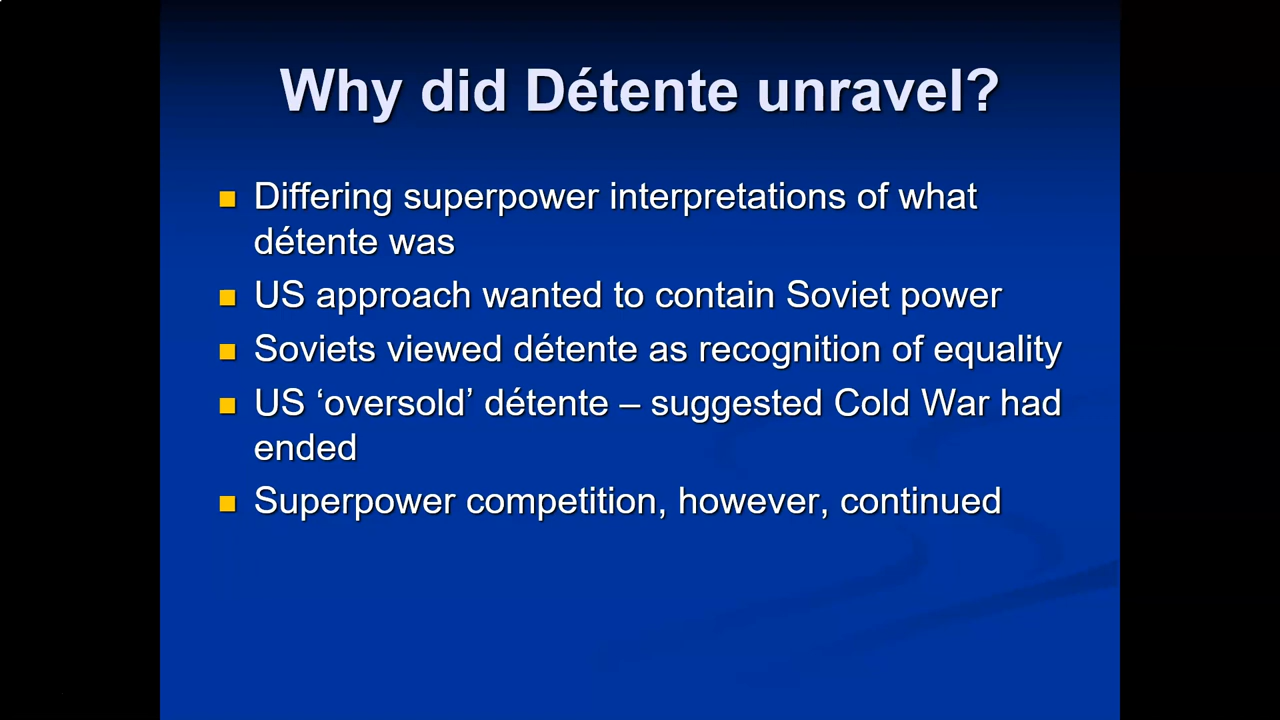 Why did Détente unravel?
Differing superpower interpretations of what
détente was
US approach wanted to contain Soviet power
Soviets viewed détente as recognition of equality
US ‘oversold’ détente – suggested Cold War had
ended
Superpower competition, however, continued